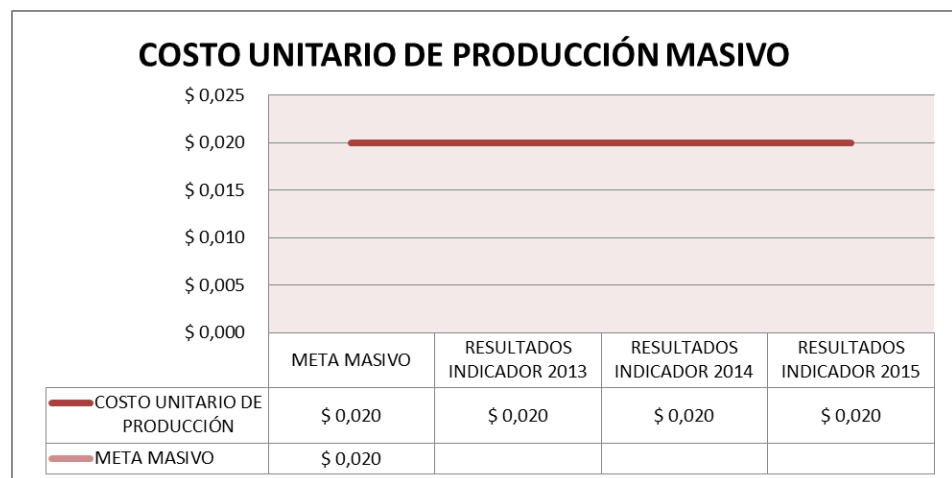 COSTO UNITARIO DE PRODUCCIÓN MASIVO
$ 0,025
$ 0,020
$ 0,015
$ 0,010
$ 0,005
$ 0,000
META MASIVO
RESULTADOS
INDICADOR 2013
RESULTADOS
INDICADOR 2014
RESULTADOS
INDICADOR 2015
COSTO UNITARIO DE
PRODUCCIÓN
$ 0,020
$ 0,020
$ 0,020
$ 0,020
META MASIVO
$ 0,020